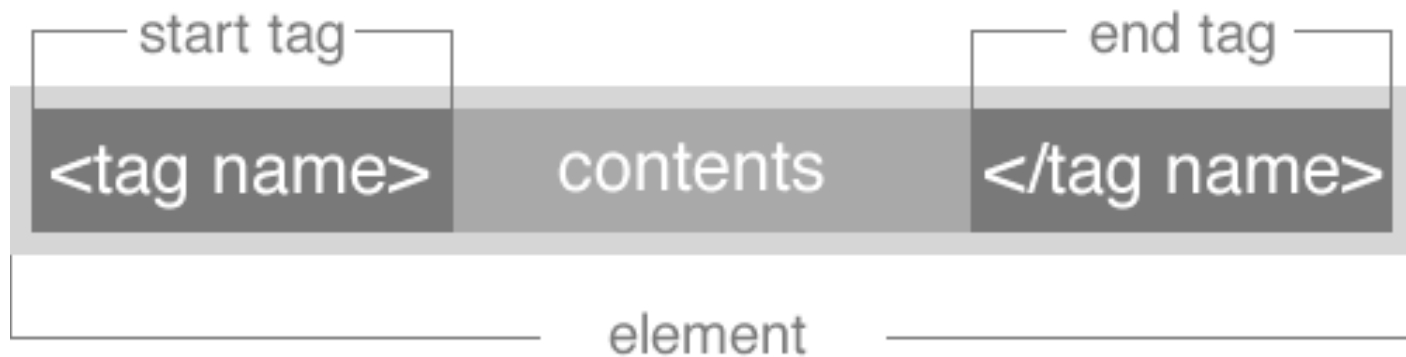 start tag end tag
<tag name> contents </tag name>
element